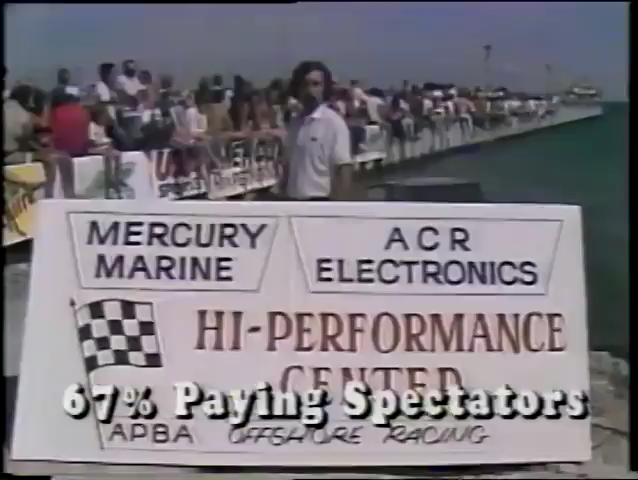 MERCURY
MARINE
ACR
ELECTRONICS
HI-PERFORMANCE
CENTER
67% Paying Spectators
APBA OFFSHORE RACING